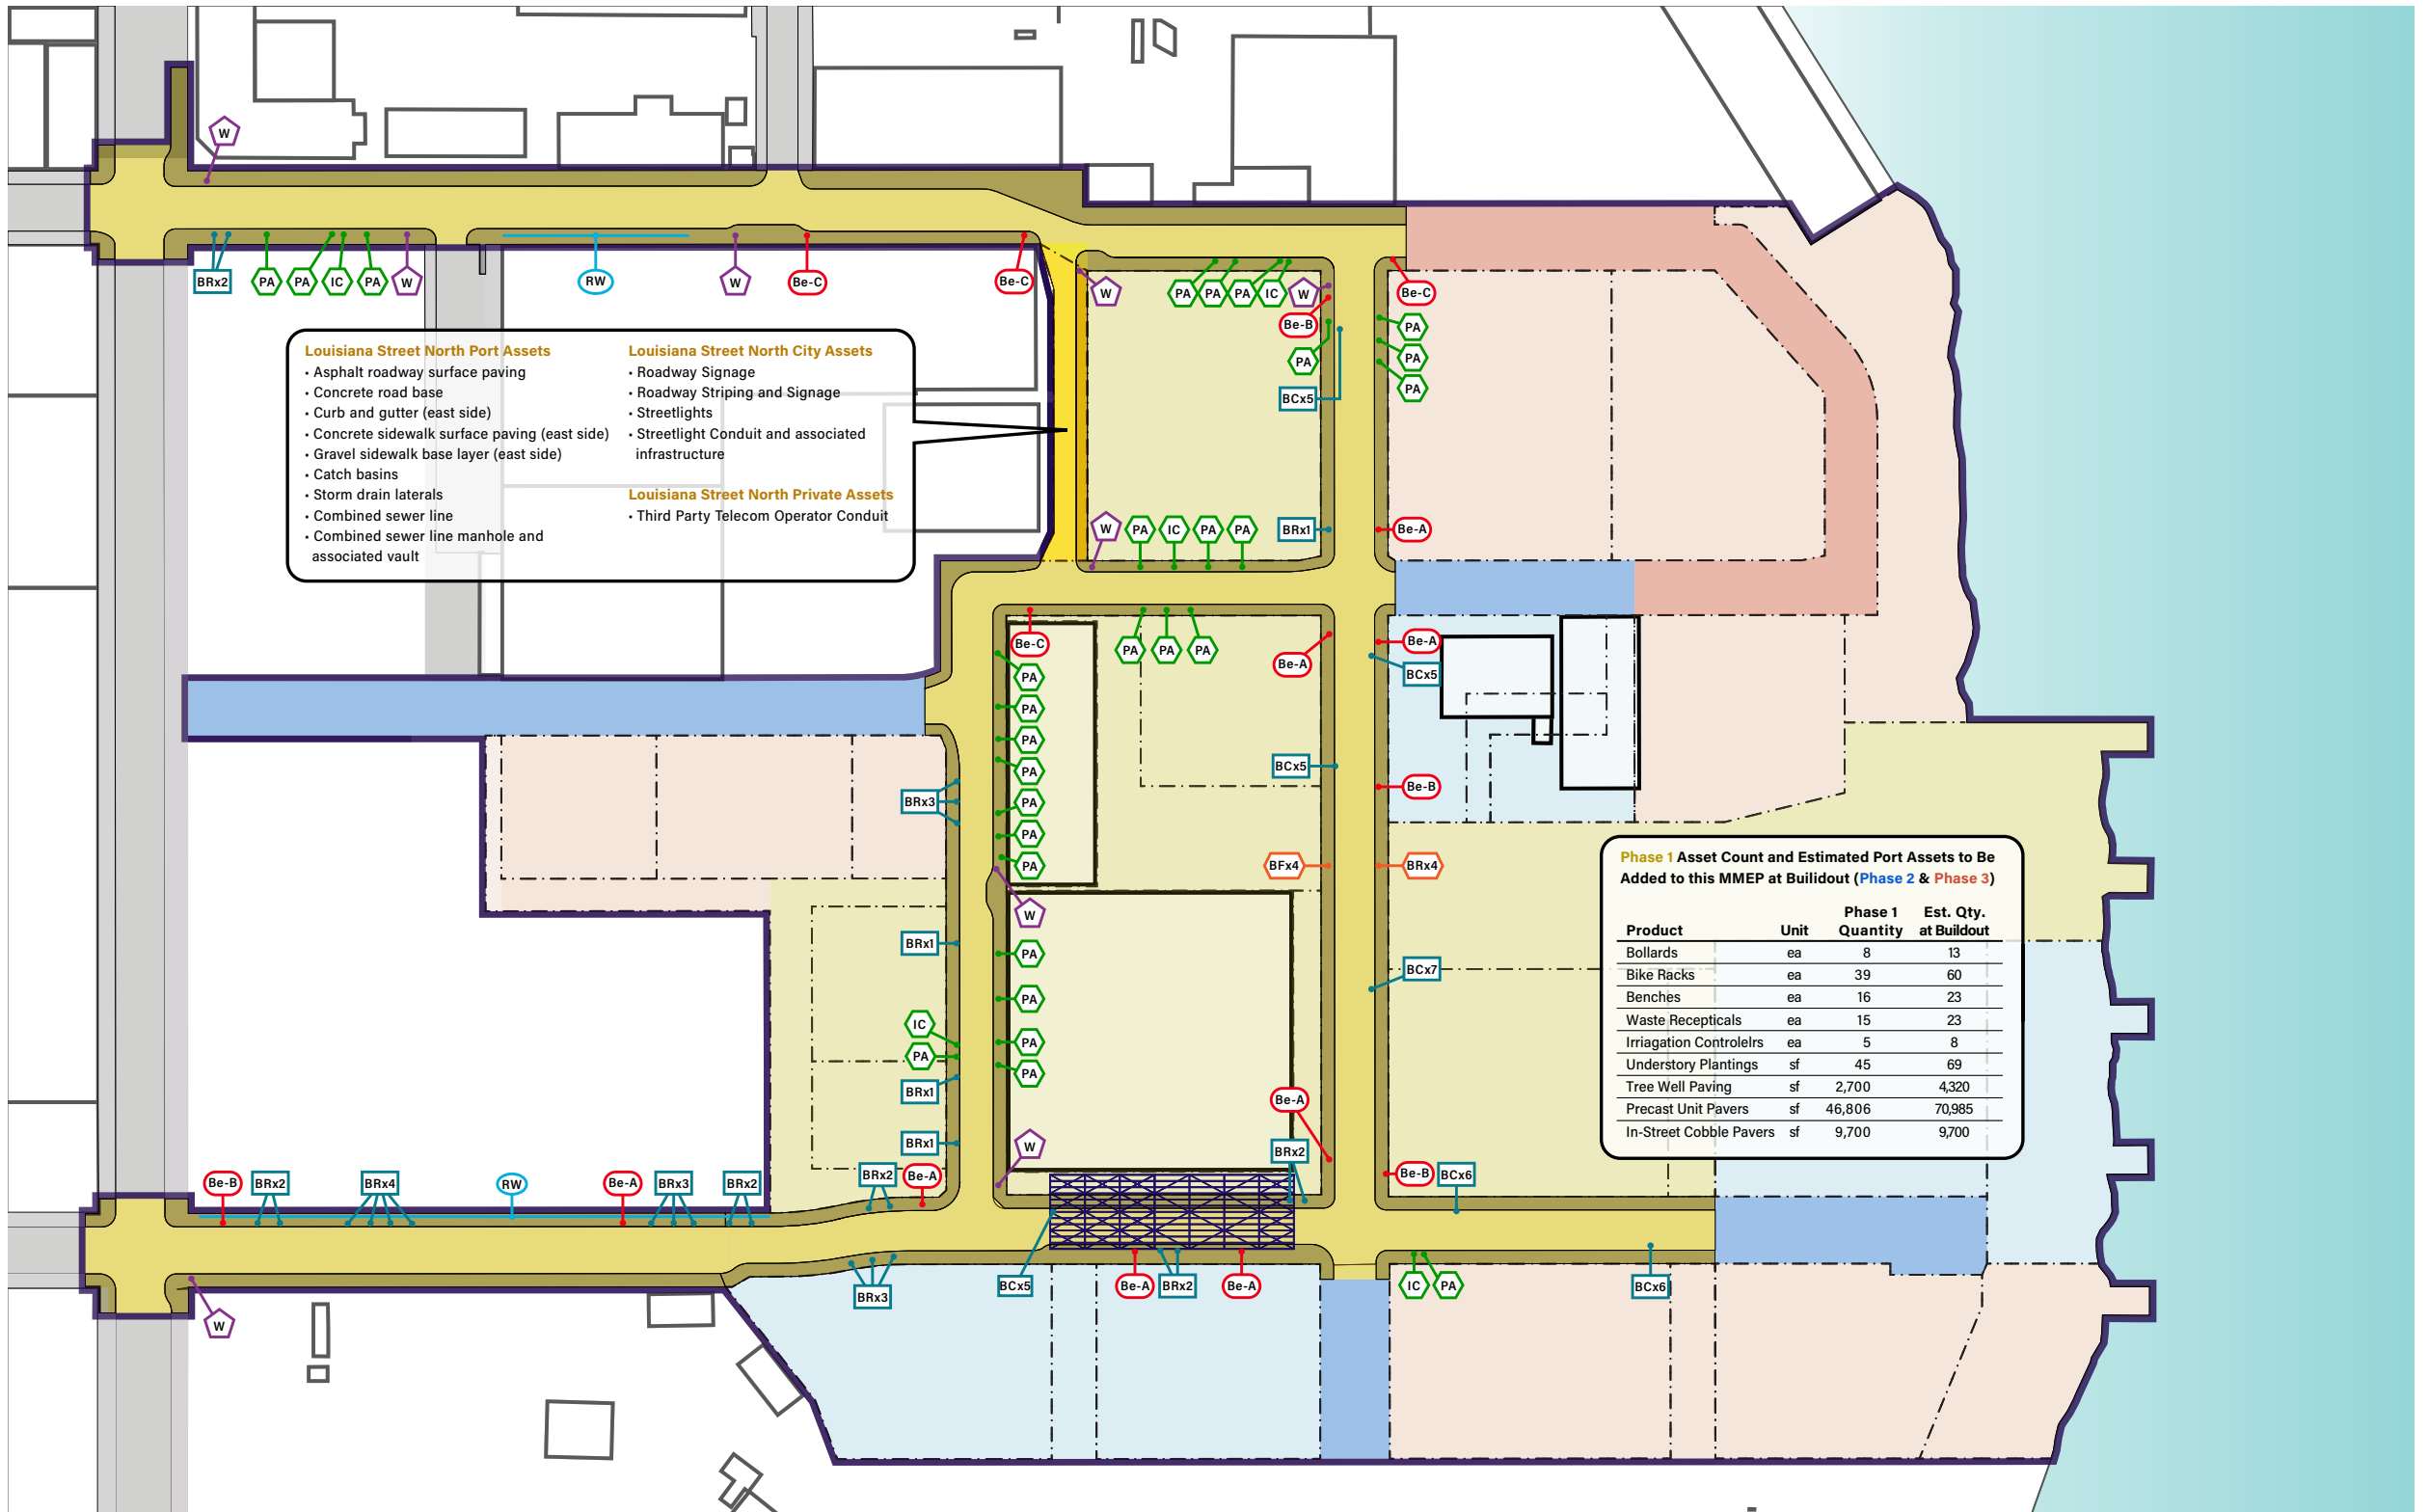 W
BRx2
PA
PA
IC
PA
W
RW
W
Be-C
Be-C
W
PA
PA
PA
IC
W
Be-B
PA
BCx5
Be-C
PA
PA
PA
Louisiana Street North Port Assets
• Asphalt roadway surface paving
• Concrete road base
• Curb and gutter (east side)
• Concrete sidewalk surface paving (east side)
• Gravel sidewalk base layer (east side)
• Catch basins
• Storm drain laterals
• Combined sewer line
• Combined sewer line manhole and
associated vault
Louisiana Street North City Assets
• Roadway Signage
• Roadway Striping and Signage
• Streetlights
• Streetlight Conduit and associated
infrastructure
Louisiana Street North Private Assets
• Third Party Telecom Operator Conduit
W
PA
IC
PA
PA
BRx1
Be-A
Be-C
PA
PA
PA
Be-A
Be-A
BCx5
PA
PA
PA
PA
PA
PA
PA
BRx3
BCx5
Be-B
BFx4
BRx4
W
BRx1
PA
BCx7
PA
IC
PA
PA
PA
BRx1
Be-A
BRx1
W
BRx2
Phase 1 Asset Count and Estimated Port Assets to Be
Added to this MMEP at Builidout (Phase 2 & Phase 3)
Product Unit Phase 1 Quantity Est. Qty. at Buildout
Bollards ea 8 13
Bike Racks ea 39 60
Benches ea 16 23
Waste Recepticals ea 15 23
Irriagation Controlelrs ea 5 8
Understory Plantings sf 45 69
Tree Well Paving sf 2,700 4,320
Precast Unit Pavers sf 46,806 70,985
In-Street Cobble Pavers sf 9,700 9,700
Be-B
BRx2
BRx4
RW
Be-A
BRx3
BRx2
BRx2
Be-A
Be-B
BCx6
W
BRx3
BCx5
Be-A
BRx2
Be-A
IC
PA
BCx6